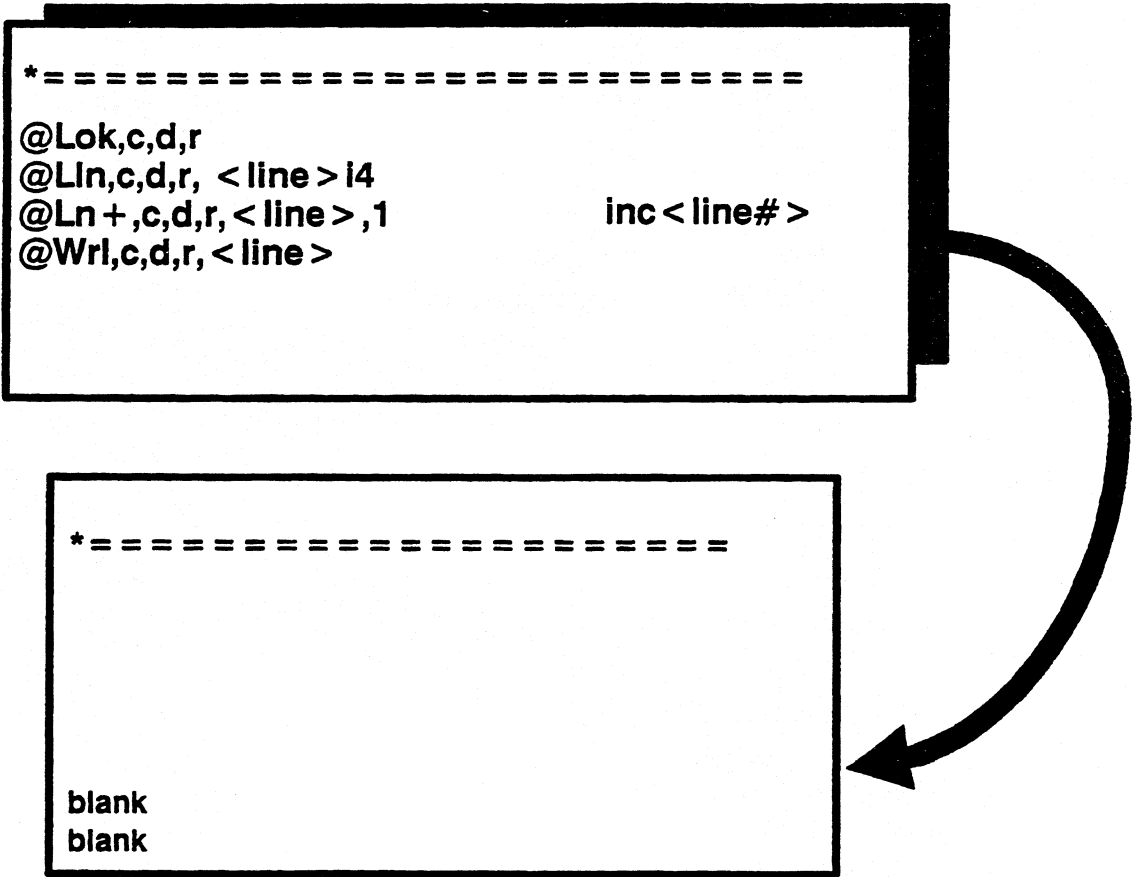 *= = = = = = = = = = = = = = = = = = = = = = = = =
@Lok,c,d,r
@Lln,c,d,r, < line > I4
@Ln +,c,d,r, < line > ,1 inc < line# >
@Wrl,c,d,r, < line >
*= = = = = = = = = = = = = = = = = = = = =
blank
blank